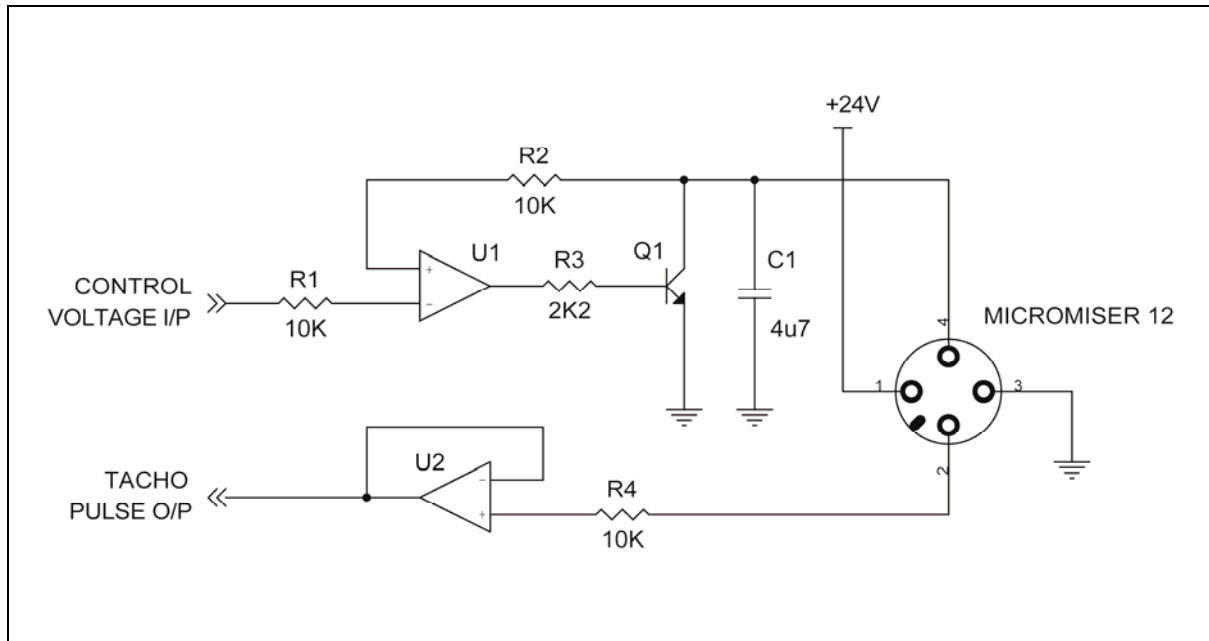 +24V
R2
10K
U1
+
−
R3
2K2
Q1
C1
4u7
R1
10K
CONTROL
VOLTAGE I/P
MICROMISER 12
4
1
3
2
U2
−
+
R4
10K
TACHO
PULSE O/P